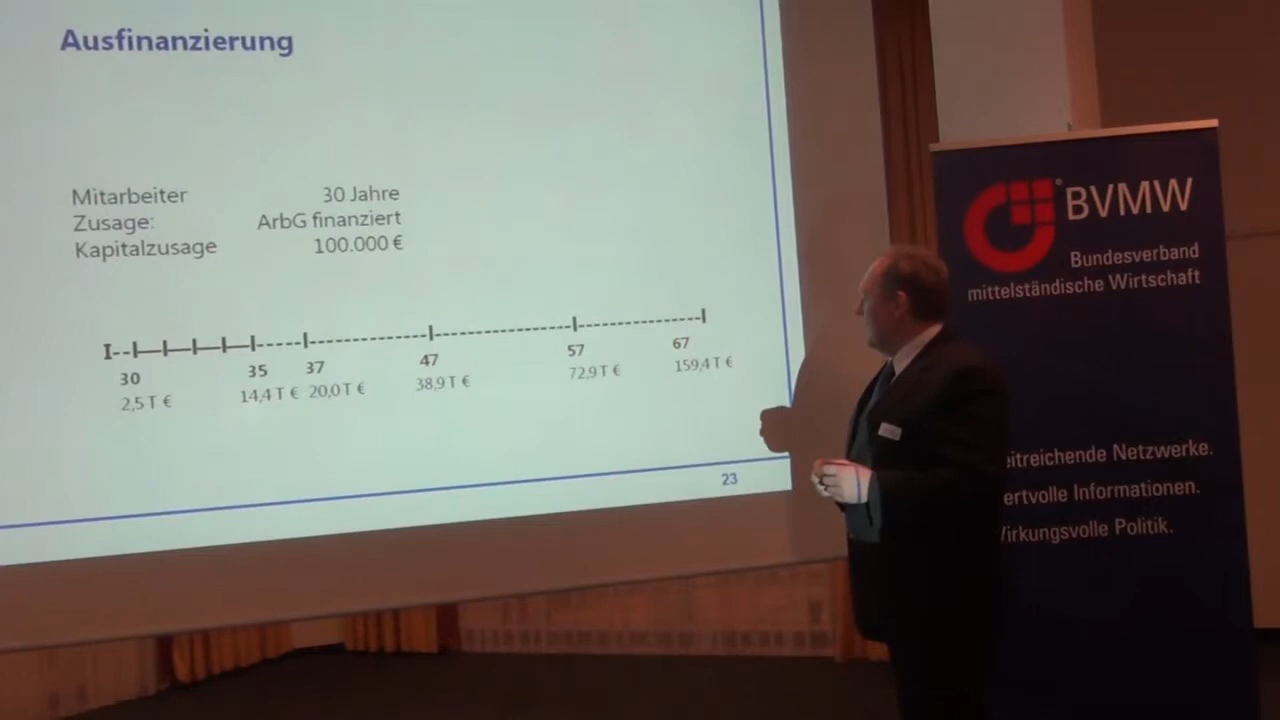 Ausfinanzierung
Mitarbeiter 30 Jahre
Zusage: ArbG finanziert
Kapitalzusage 100.000 €
30 35 37 47 57 67
2,5 T € 14,4 T € 20,0 T € 38,9 T € 72,9 T € 159,4 T €
23
BVMW
Bundesverband
mittelständische Wirtschaft
eitreichende Netzwerke.
ertvolle Informationen.
irkungsvolle Politik.